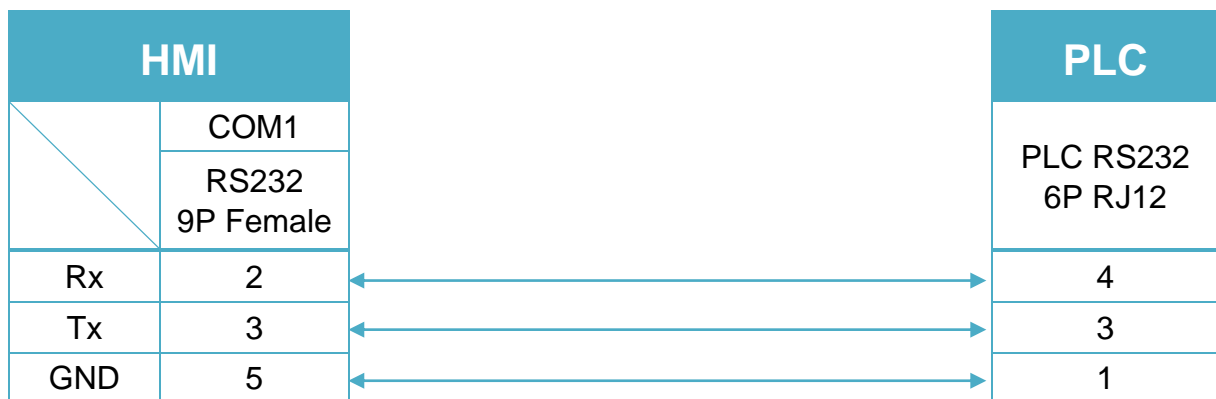 HMI
PLC
COM1
RS232
9P Female
PLC RS232
6P RJ12
Rx 2 4
Tx 3 3
GND 5 1